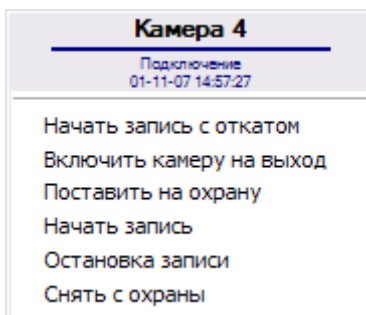 Камера 4
Подключение
01-11-07 14:57:27
Начать запись с откатом
Включить камеру на выход
Поставить на охрану
Начать запись
Остановка записи
Снять с охраны